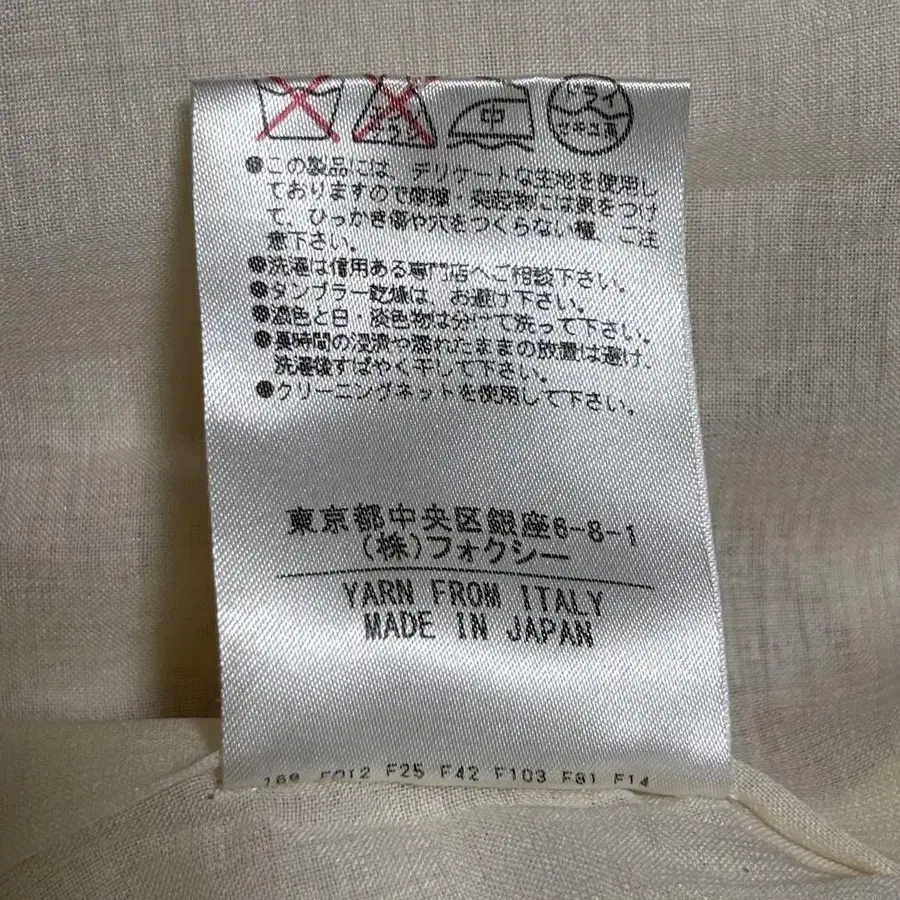 エンソ
中
ドライ
セキユ系
●この製品には、デリケートな生地を使用し
ておりますので摩擦・突起物には気をつけ
て、ひっかき傷や穴をつくらない様、ご注
意下さい。
●洗濯は信用ある専門店へご相談下さい。
●タンブラー乾燥は、お避け下さい。
●濃色と白・淡色物は分けて洗って下さい。
●長時間の浸漬や濡れたままの放置は避け、
洗濯後すばやく干して下さい。
●クリーニングネットを使用して下さい。
東京都中央区銀座6-8-1
(株)フォクシー
YARN FROM ITALY
MADE IN JAPAN
F012 F25 F42 F103 F81 F14